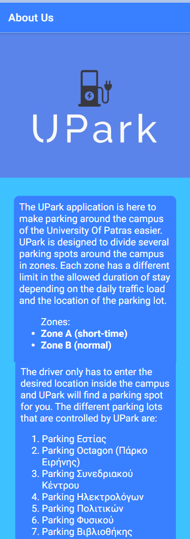 About Us
UPark
The UPark application is here to
make parking around the campus
of the University Of Patras easier.
UPark is designed to divide several
parking spots around the campus
in zones. Each zone has a different
limit in the allowed duration of stay
depending on the daily traffic load
and the location of the parking lot.
Zones:
• Zone A (short-time)
• Zone B (normal)
The driver only has to enter the
desired location inside the campus
and UPark will find a parking spot
for you. The different parking lots
that are controlled by UPark are:
1. Parking Εστίας
2. Parking Octagon (Πάρκο
Ειρήνης)
3. Parking Συνεδριακού
Κέντρου
4. Parking Ηλεκτρολόγων
5. Parking Πολιτικών
6. Parking Φυσικού
7. Parking Βιβλιοθήκης